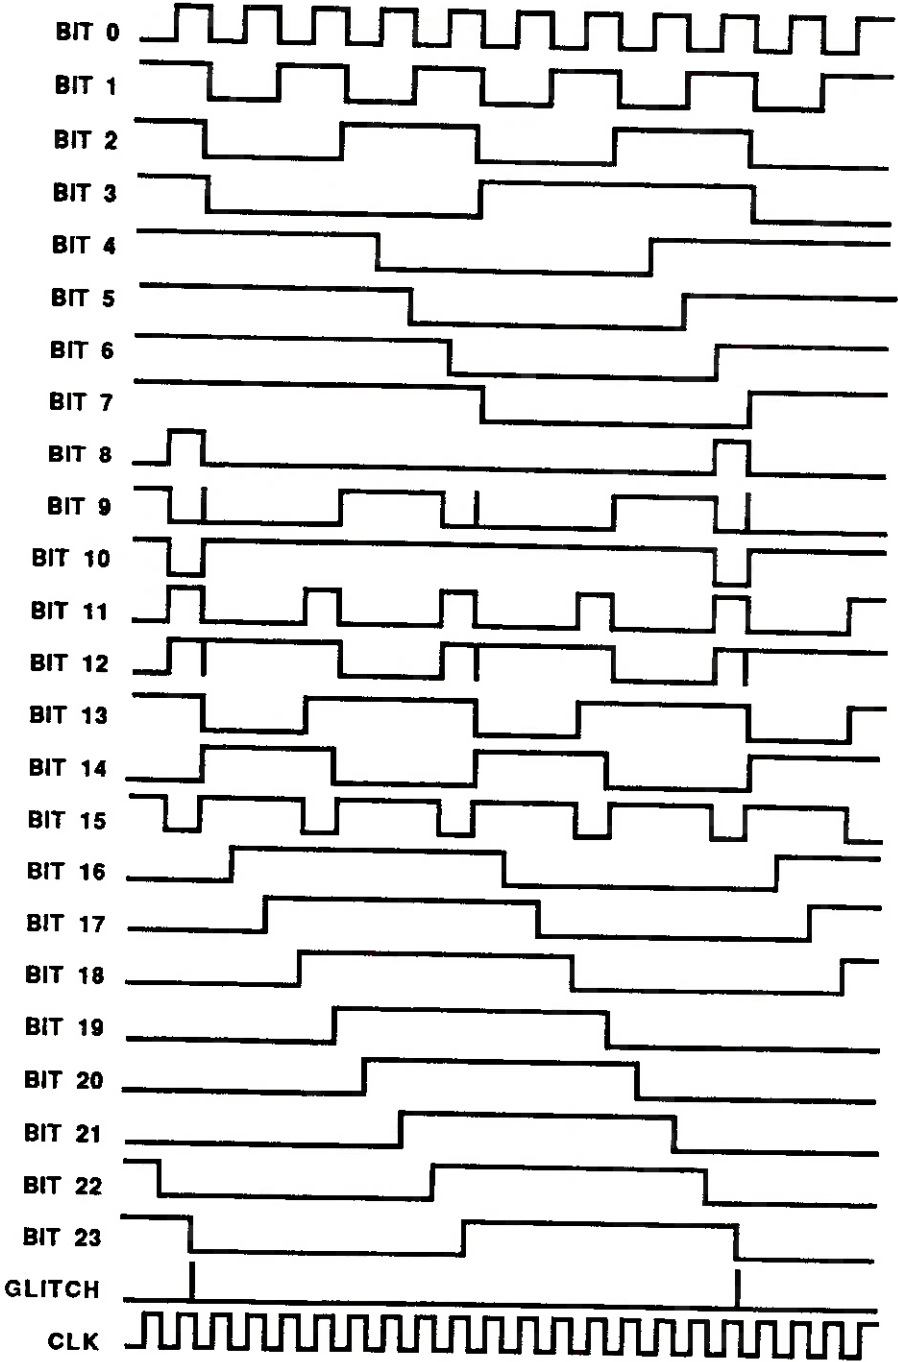 BIT 0
BIT 1
BIT 2
BIT 3
BIT 4
BIT 5
BIT 6
BIT 7
BIT 8
BIT 9
BIT 10
BIT 11
BIT 12
BIT 13
BIT 14
BIT 15
BIT 16
BIT 17
BIT 18
BIT 19
BIT 20
BIT 21
BIT 22
BIT 23
GLITCH
CLK